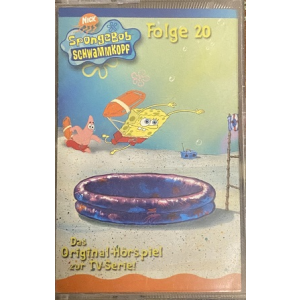 NICK
SpongeBob
SCHWAMMKOPF
Folge 20
Das
Original-Hörspiel
zur TV-Serie!